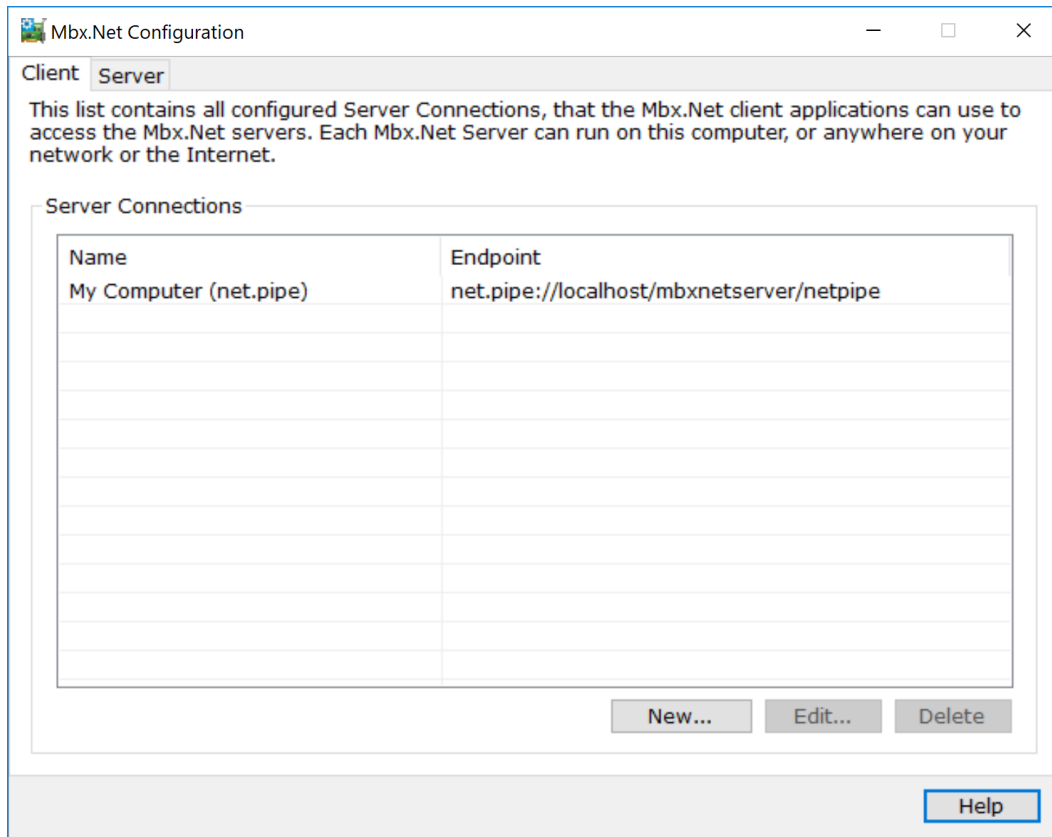 Mbx.Net Configuration
Client Server
This list contains all configured Server Connections, that the Mbx.Net client applications can use to
access the Mbx.Net servers. Each Mbx.Net Server can run on this computer, or anywhere on your
network or the Internet.
Server Connections
Name Endpoint
My Computer (net.pipe) net.pipe://localhost/mbxnetserver/netpipe
New... Edit... Delete
Help